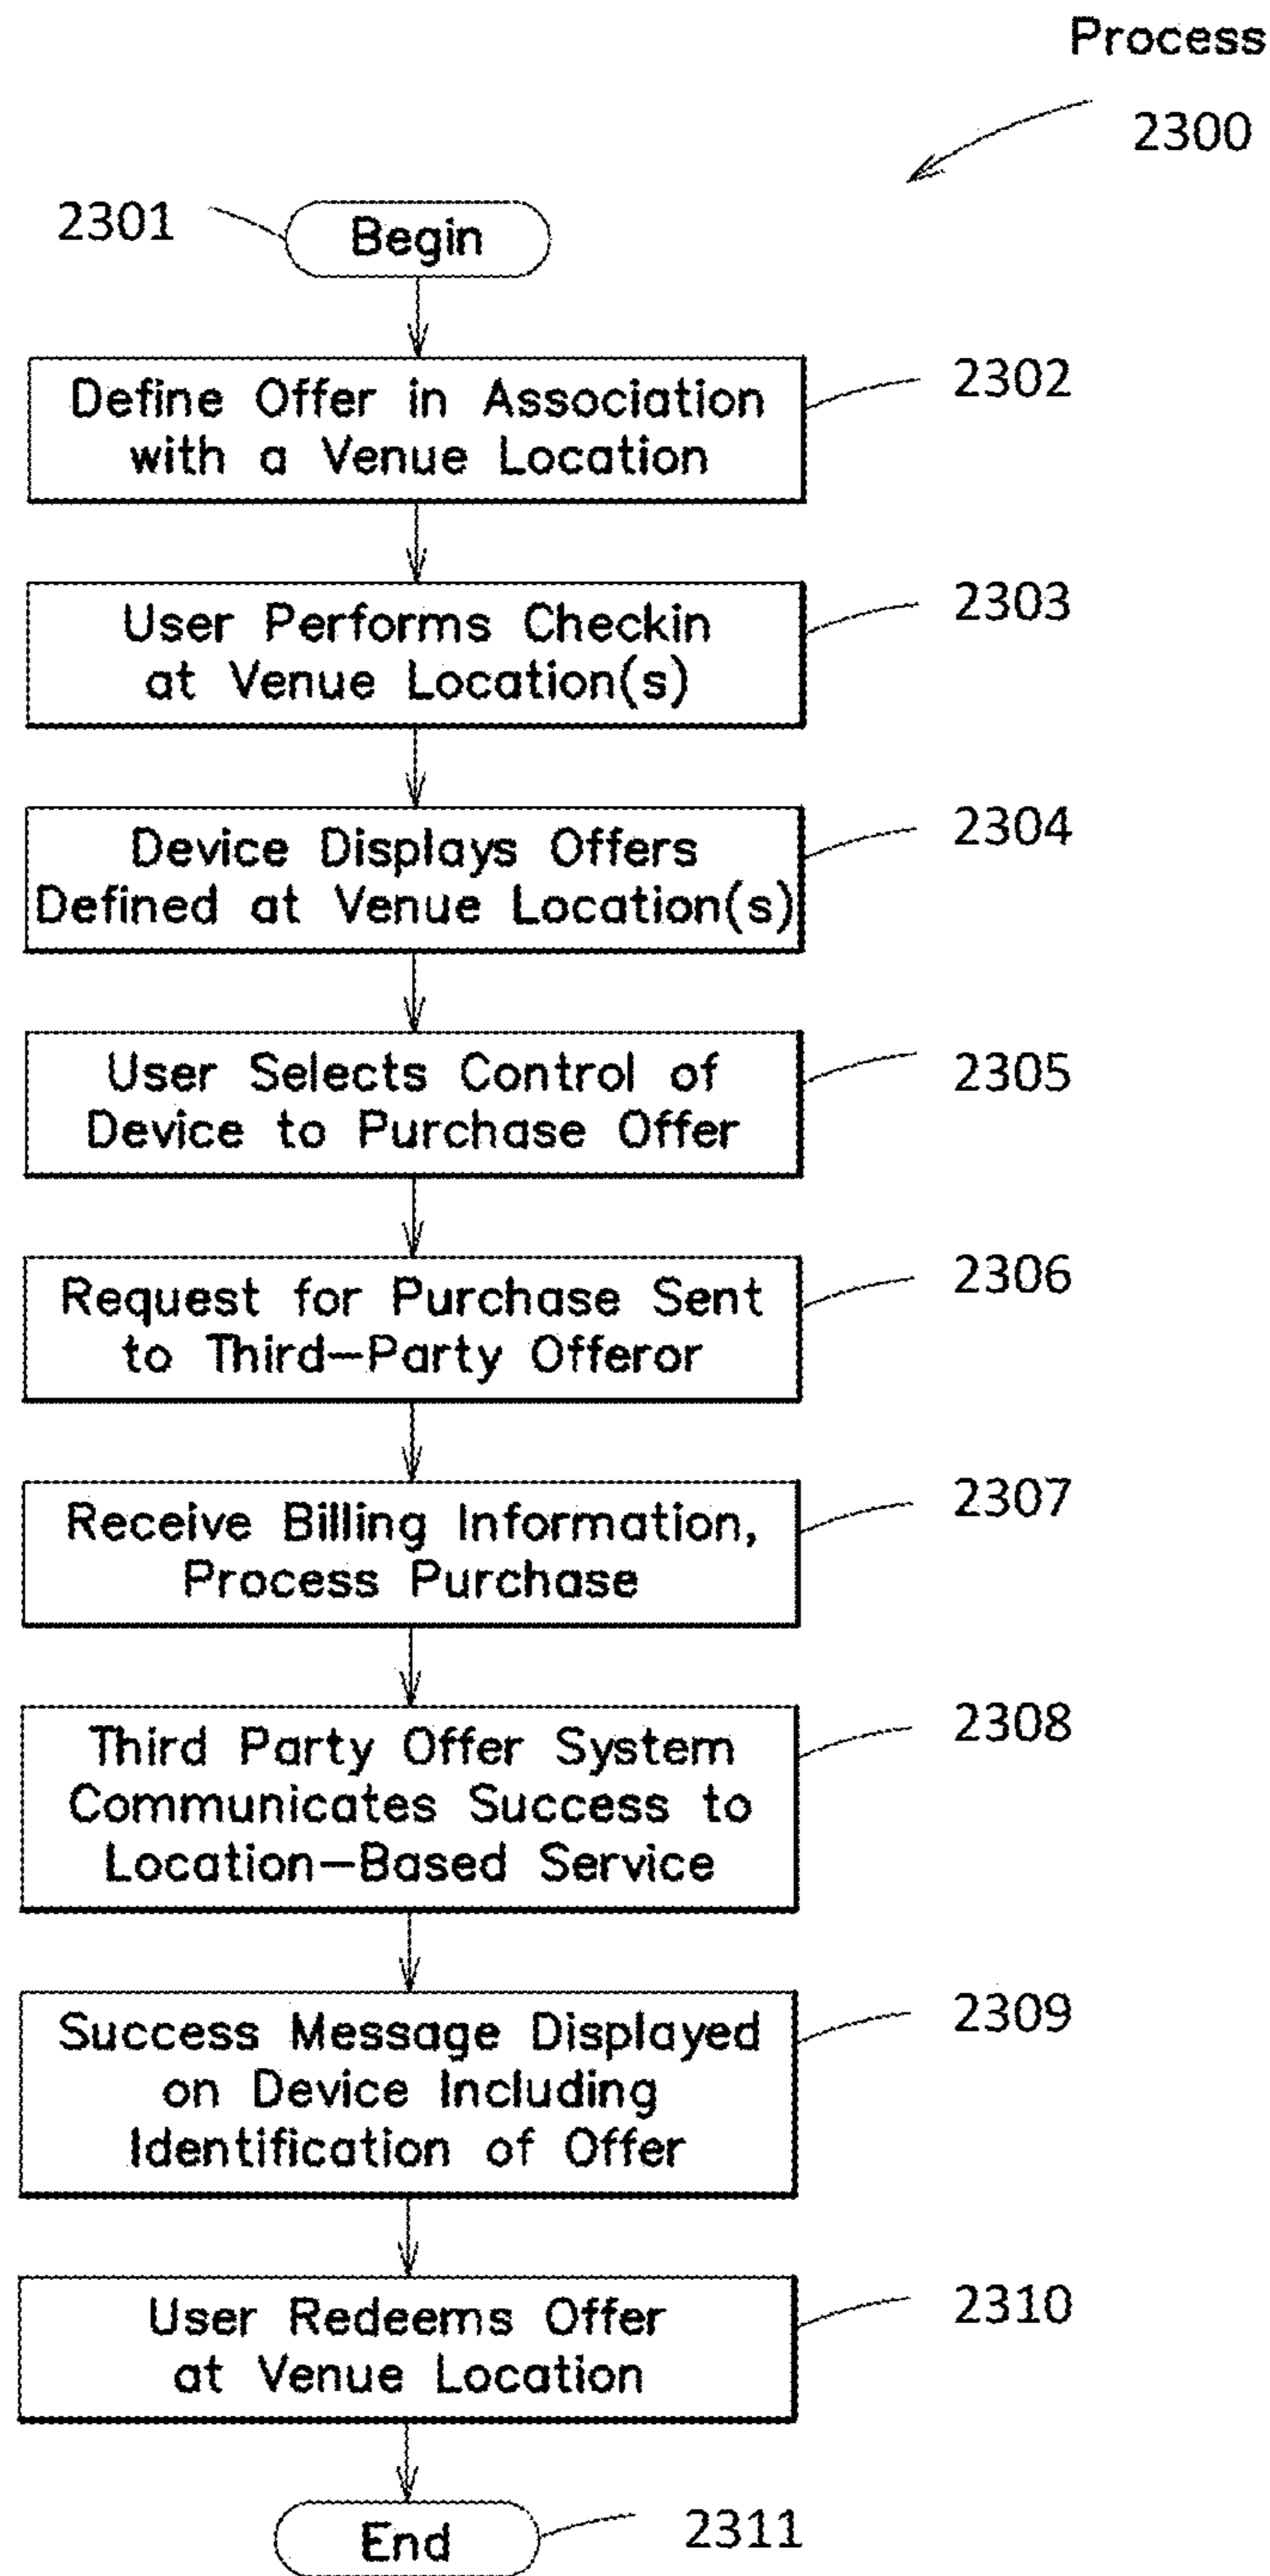 Process
2300
2301
Begin
2302
Define Offer in Association
with a Venue Location
2303
User Performs Checkin
at Venue Location(s)
2304
Device Displays Offers
Defined at Venue Location(s)
2305
User Selects Control of
Device to Purchase Offer
2306
Request for Purchase Sent
to Third-Party Offeror
2307
Receive Billing Information,
Process Purchase
2308
Third Party Offer System
Communicates Success to
Location-Based Service
2309
Success Message Displayed
on Device Including
Identification of Offer
2310
User Redeems Offer
at Venue Location
End
2311